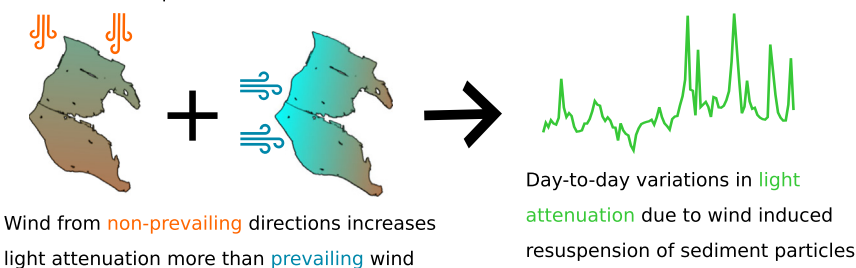 Wind from non-prevailing directions increases
light attenuation more than prevailing wind
Day-to-day variations in light
attenuation due to wind induced
resuspension of sediment particles